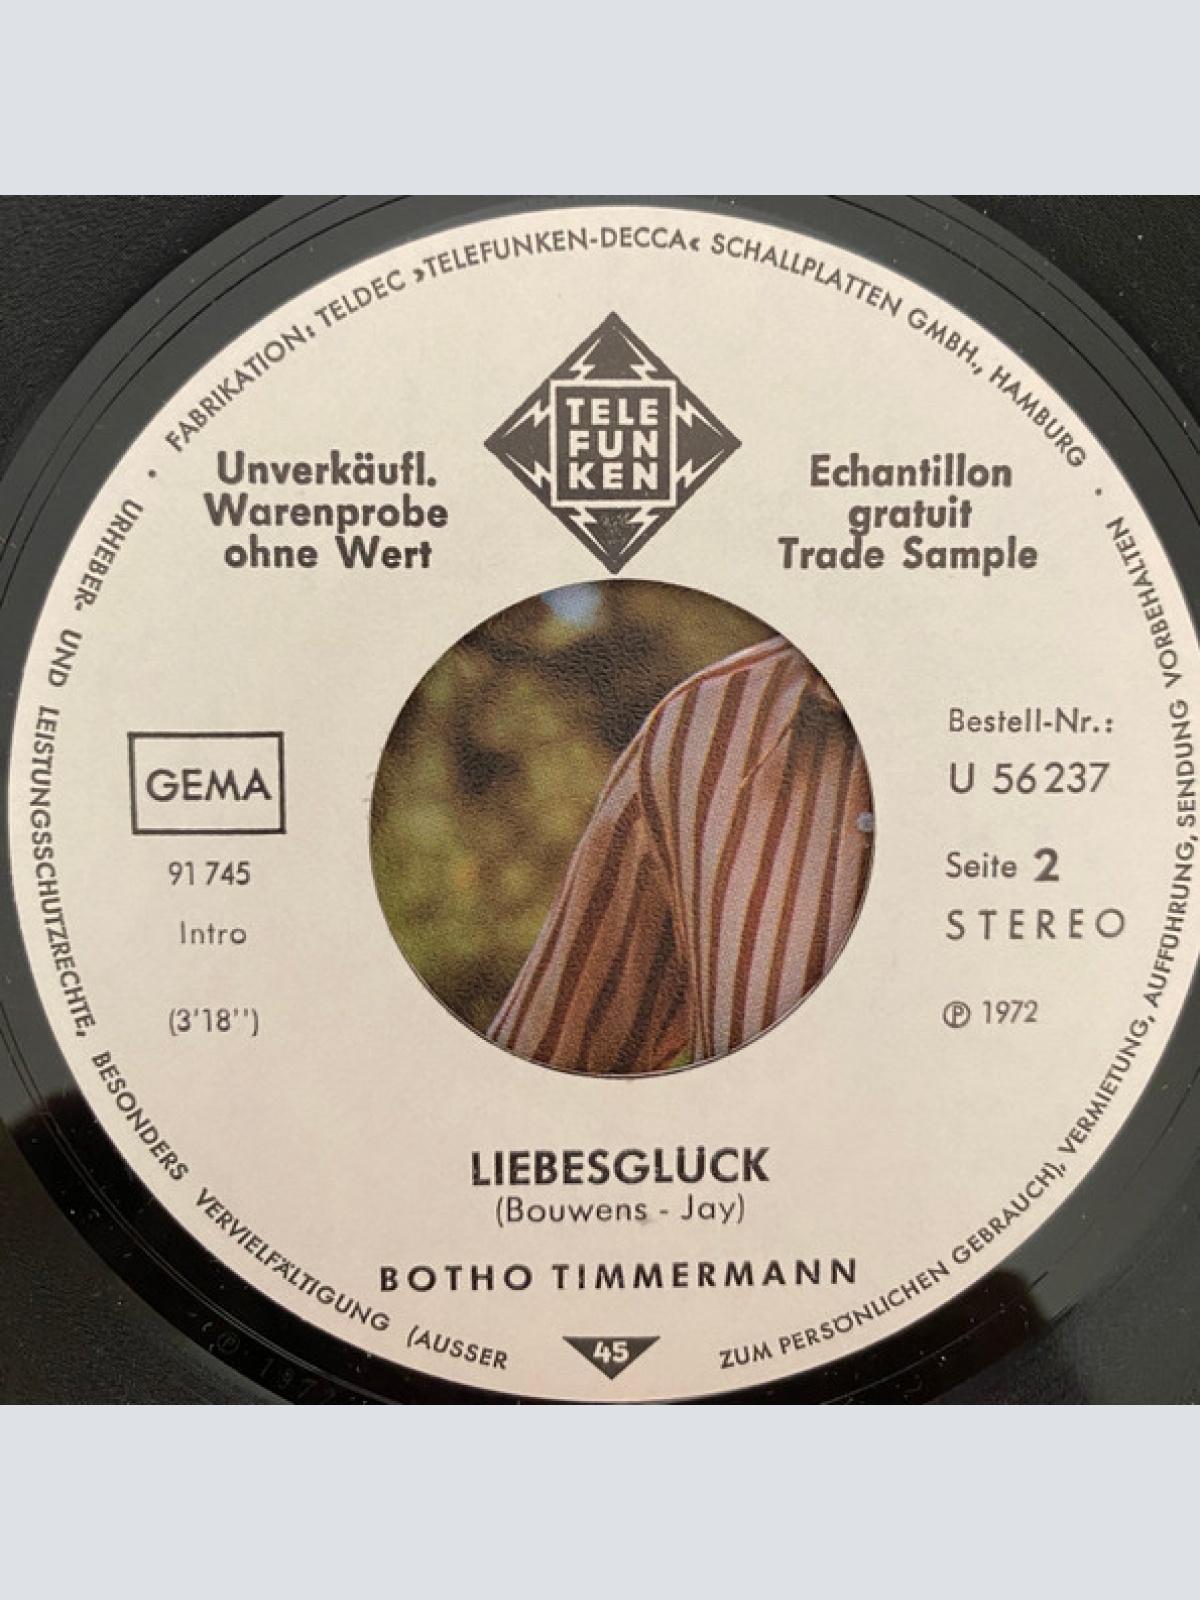 FABRIKATION: TELDEC »TELEFUNKEN-DECCA« SCHALLPLATTEN GMBH., HAMBURG ·
URHEBER- UND LEISTUNGSSCHUTZRECHTE, BESONDERS VERVIELFÄLTIGUNG (AUSSER ZUM PERSÖNLICHEN GEBRAUCH), VERMIETUNG, AUFFÜHRUNG, SENDUNG VORBEHALTEN ·
TELE
FUN
KEN
Unverkäufl.
Warenprobe
ohne Wert
Echantillon
gratuit
Trade Sample
GEMA
91 745
Intro
(3'18'')
Bestell-Nr.:
U 56 237
Seite 2
STEREO
℗ 1972
LIEBESGLÜCK
(Bouwens - Jay)
BOTHO TIMMERMANN
45